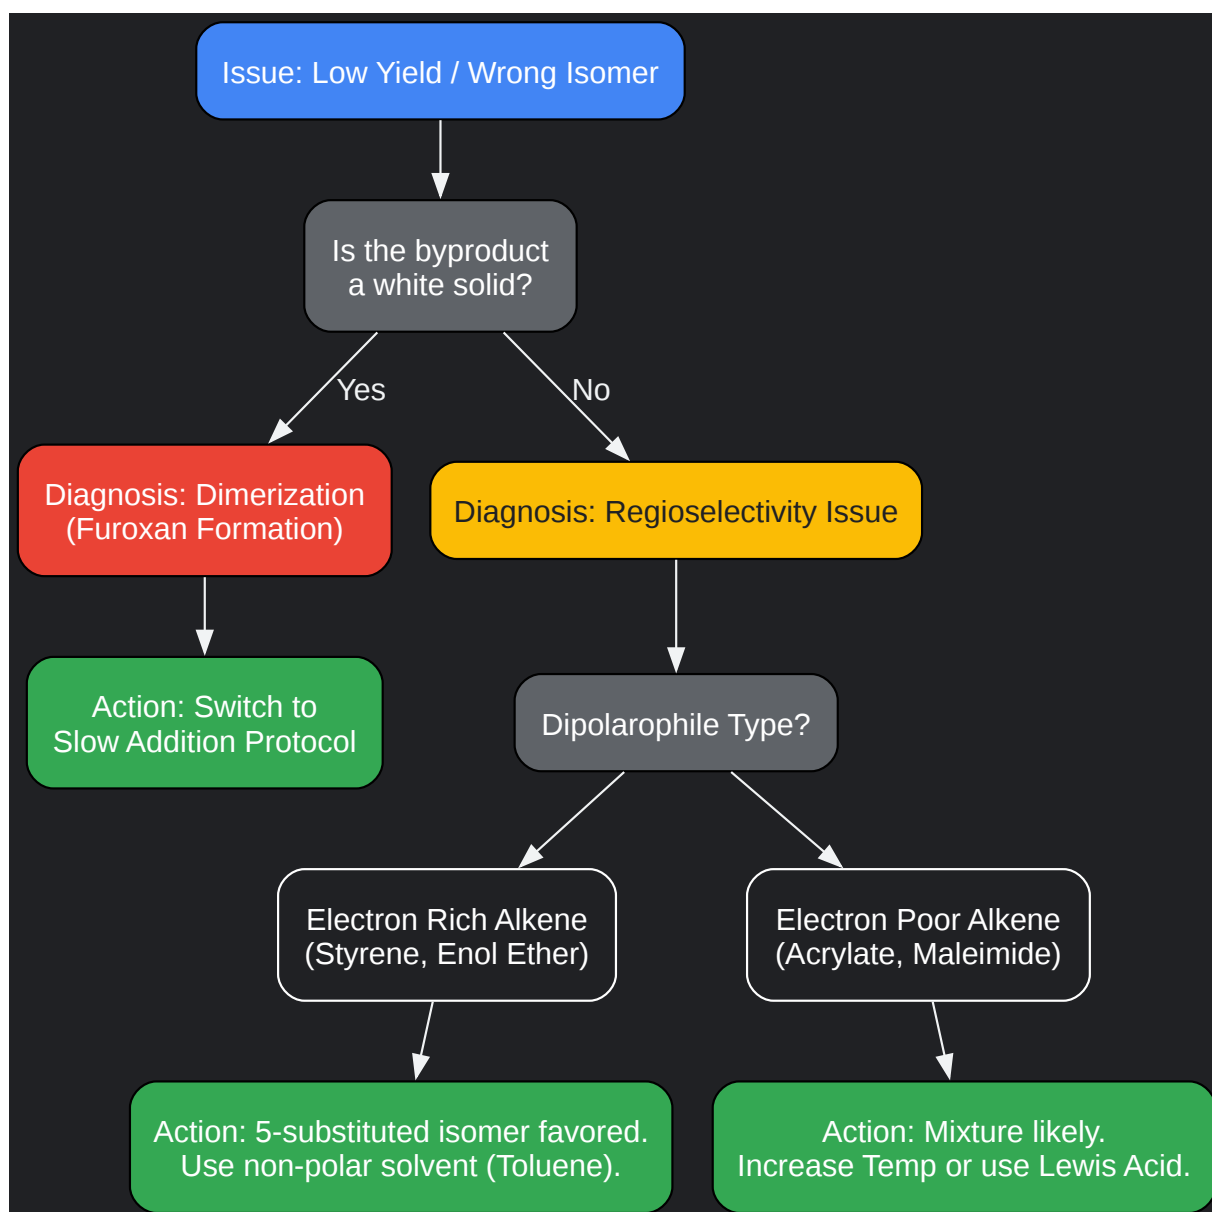 Issue: Low Yield / Wrong Isomer
Is the byproduct
a white solid?
Yes
No
Diagnosis: Dimerization
(Furoxan Formation)
Diagnosis: Regioselectivity Issue
Action: Switch to
Slow Addition Protocol
Dipolarophile Type?
Electron Rich Alkene
(Styrene, Enol Ether)
Electron Poor Alkene
(Acrylate, Maleimide)
Action: 5-substituted isomer favored.
Use non-polar solvent (Toluene).
Action: Mixture likely.
Increase Temp or use Lewis Acid.